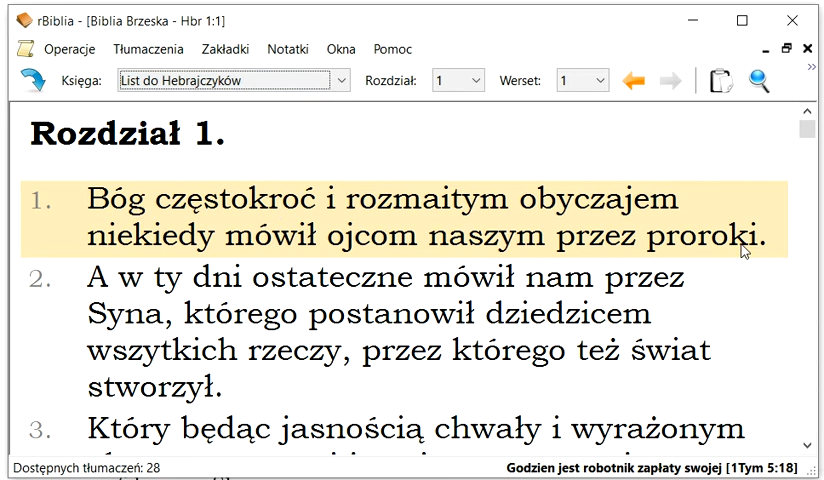 rBiblia - [Biblia Brzeska - Hbr 1:1]
Operacje Tłumaczenia Zakładki Notatki Okna Pomoc
Księga: List do Hebrajczyków Rozdział: 1 Werset: 1
Rozdział 1.
1. Bóg częstokroć i rozmaitym obyczajem
niekiedy mówił ojcom naszym przez proroki.
2. A w ty dni ostateczne mówił nam przez
Syna, którego postanowił dziedzicem
wszytkich rzeczy, przez którego też świat
stworzył.
3. Który będąc jasnością chwały i wyrażonym
Dostępnych tłumaczeń: 28 Godzien jest robotnik zapłaty swojej [1Tym 5:18]